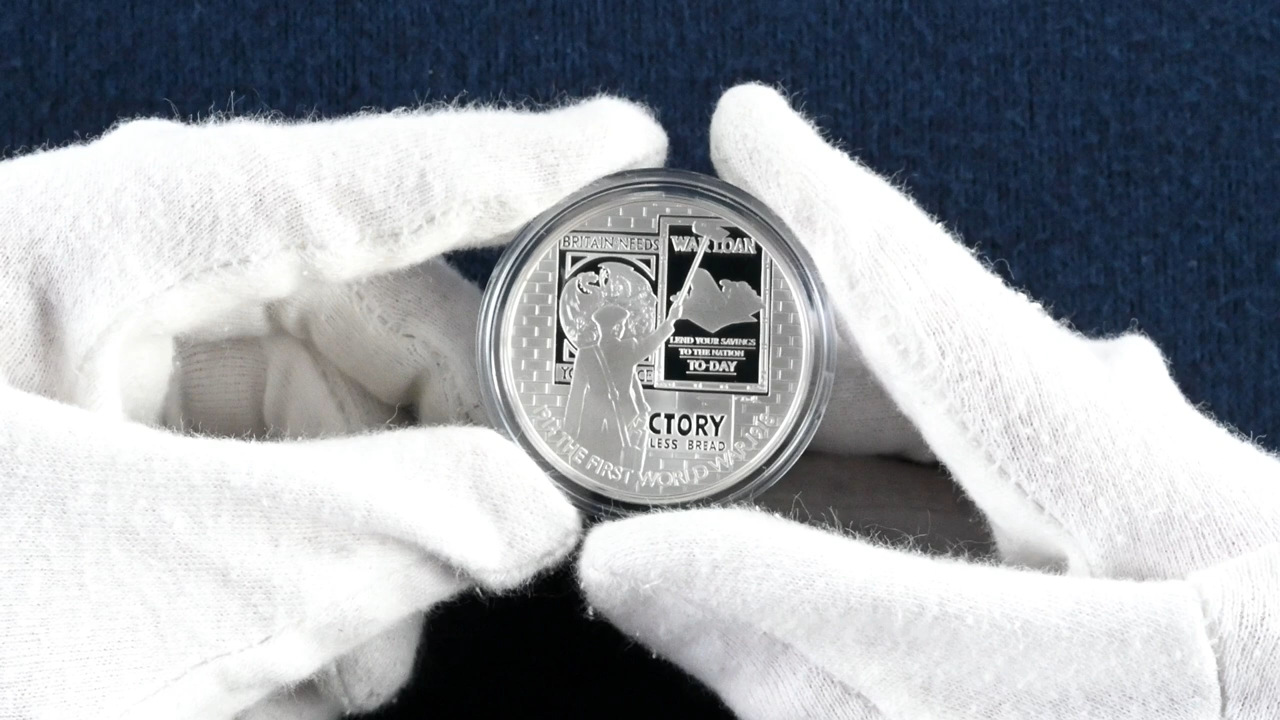 BRITAIN NEEDS
WAR LOAN
LEND YOUR SAVINGS
TO THE NATION
TO-DAY
CTORY
LESS BREAD
THE FIRST WORLD WAR